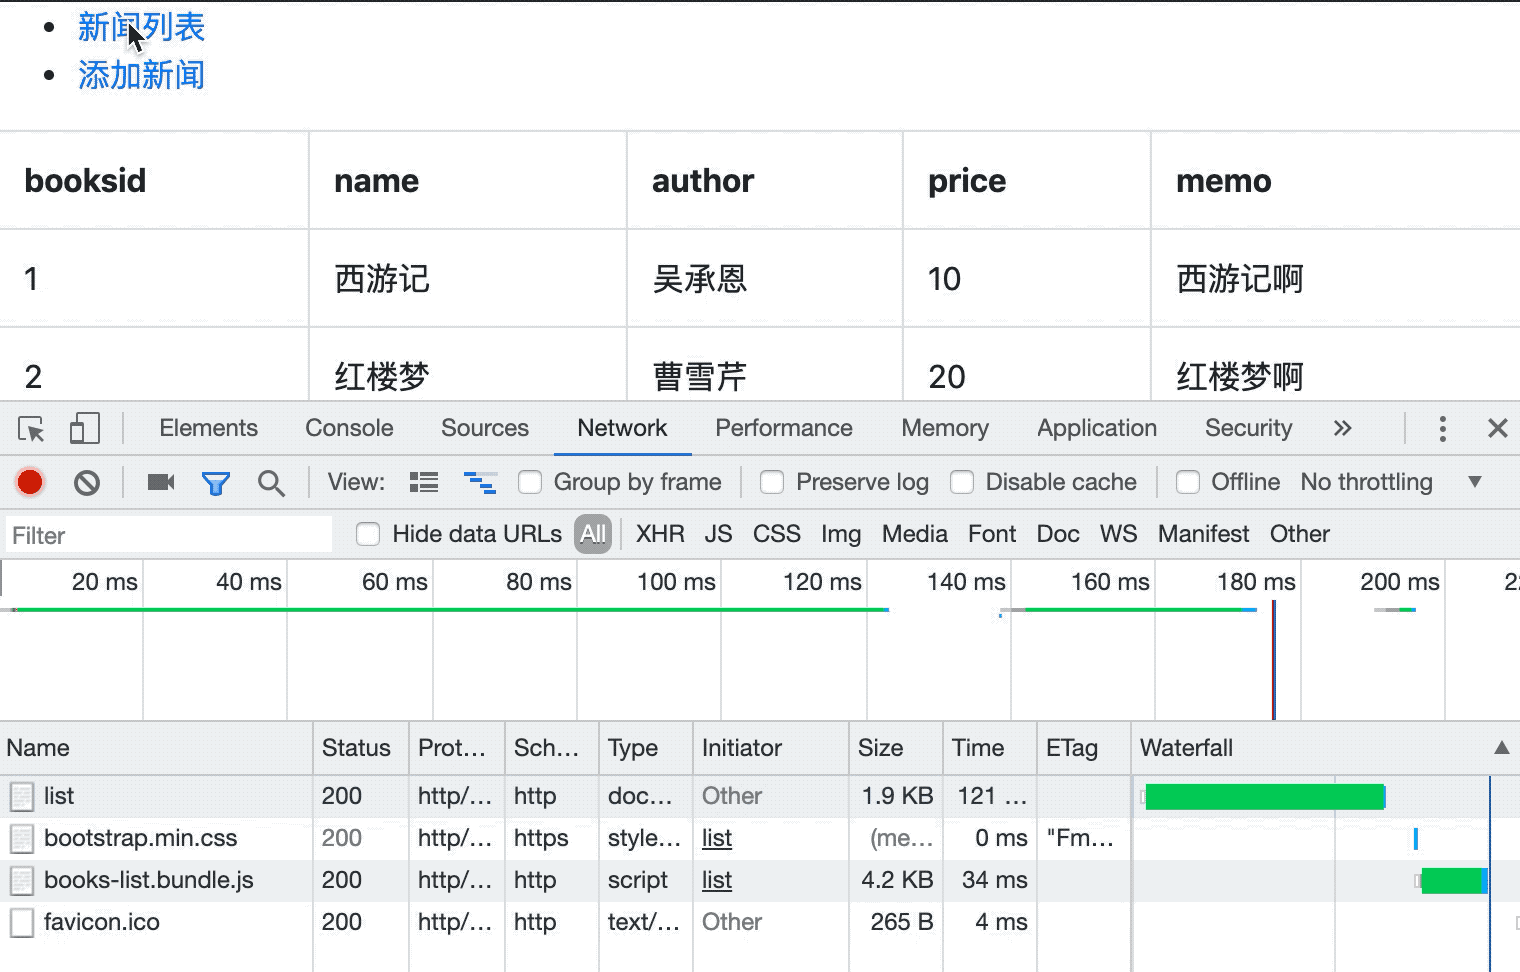 新闻列表
添加新闻
booksid name author price memo
1 西游记 吴承恩 10 西游记啊
2 红楼梦 曹雪芹 20 红楼梦啊
Elements Console Sources Network Performance Memory Application Security
View: Group by frame Preserve log Disable cache Offline No throttling
Filter Hide data URLs All XHR JS CSS Img Media Font Doc WS Manifest Other
20 ms 40 ms 60 ms 80 ms 100 ms 120 ms 140 ms 160 ms 180 ms 200 ms
Name Status Prot... Sch... Type Initiator Size Time ETag Waterfall
list 200 http/... http doc... Other 1.9 KB 121 ...
bootstrap.min.css 200 http/... https style... list (me... 0 ms "Fm...
books-list.bundle.js 200 http/... http script list 4.2 KB 34 ms
favicon.ico 200 http/... http text/... Other 265 B 4 ms